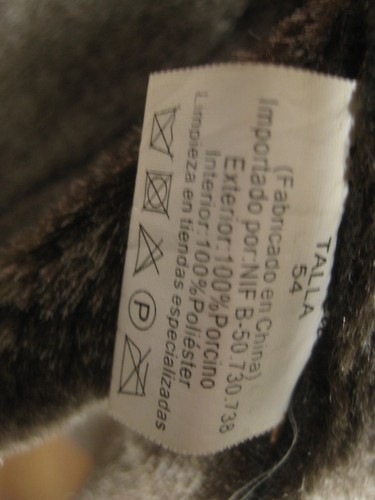 TALLA
54
(Fabricado en China)
Importado por:NIF B-50.730.738
Exterior:100%Porcino
Interior:100%Poliéster
Limpieza en tiendas especializadas
P